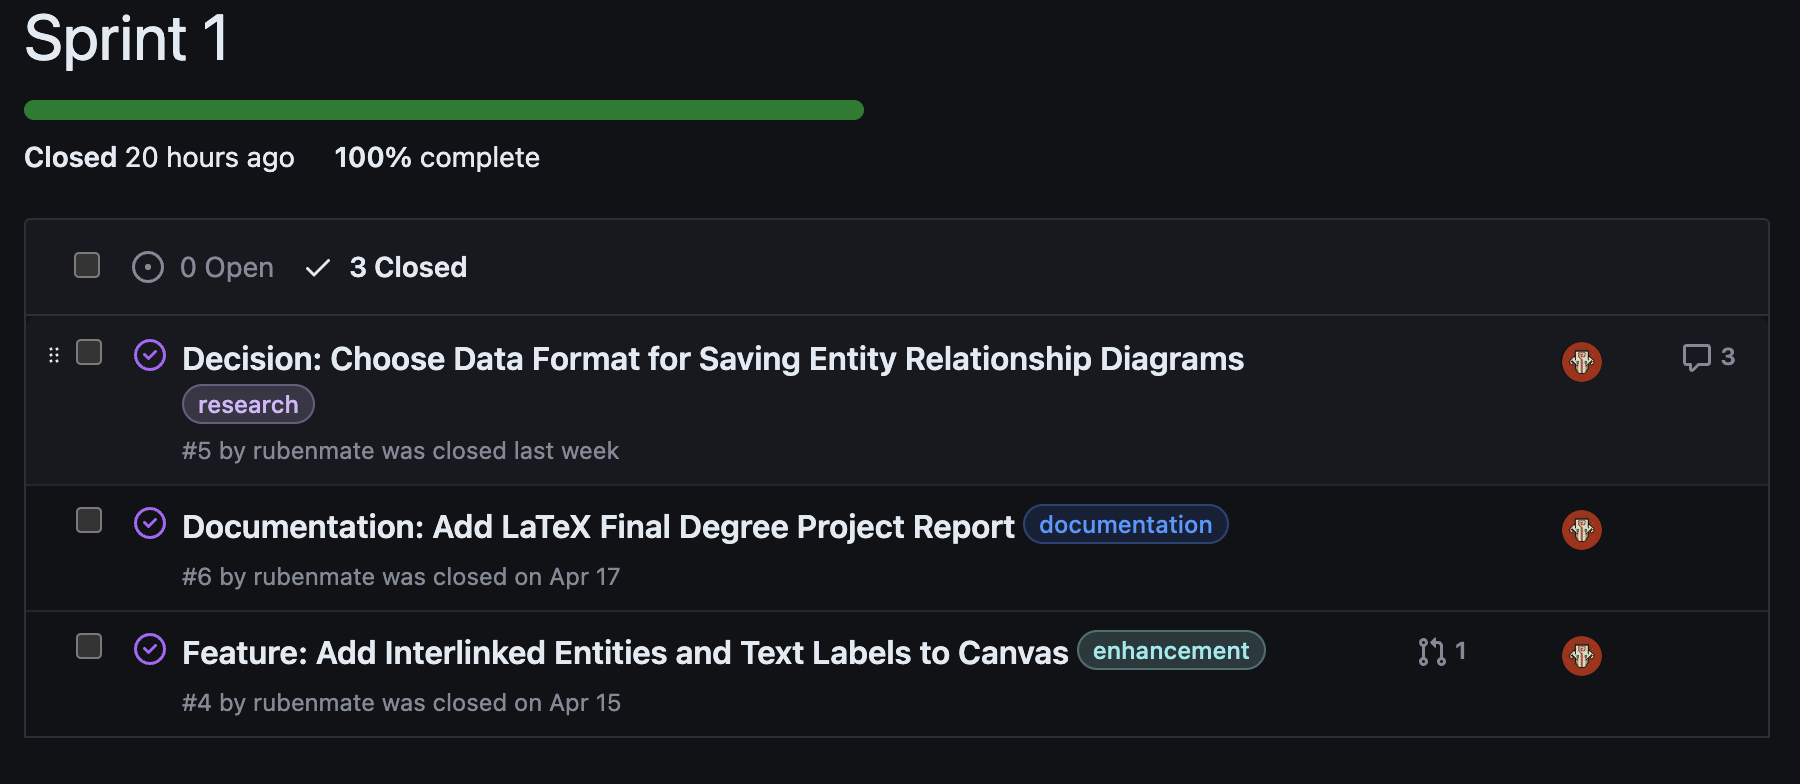 Sprint 1
Closed 20 hours ago 100% complete
0 Open 3 Closed
Decision: Choose Data Format for Saving Entity Relationship Diagrams 3
research
#5 by rubenmate was closed last week
Documentation: Add LaTeX Final Degree Project Report documentation
#6 by rubenmate was closed on Apr 17
Feature: Add Interlinked Entities and Text Labels to Canvas enhancement 1
#4 by rubenmate was closed on Apr 15